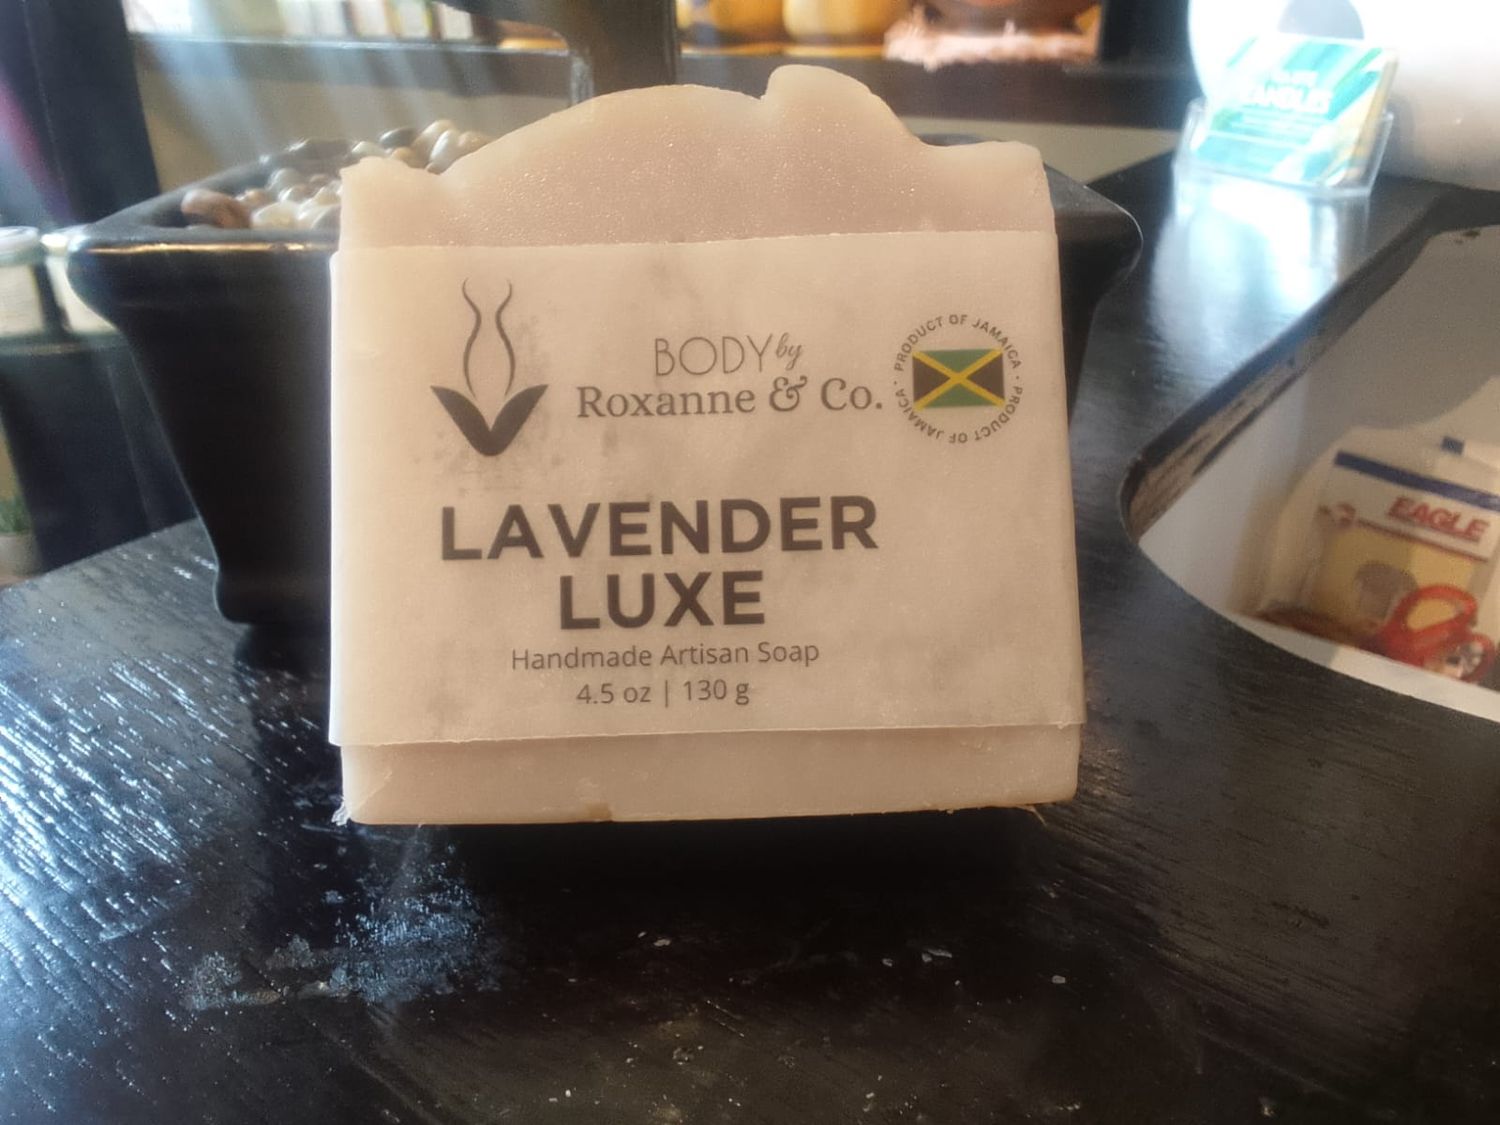 BODY by
Roxanne & Co.
PRODUCT OF JAMAICA · PRODUCT OF JAMAICA ·
LAVENDER
LUXE
Handmade Artisan Soap
4.5 oz | 130 g
EAGLE